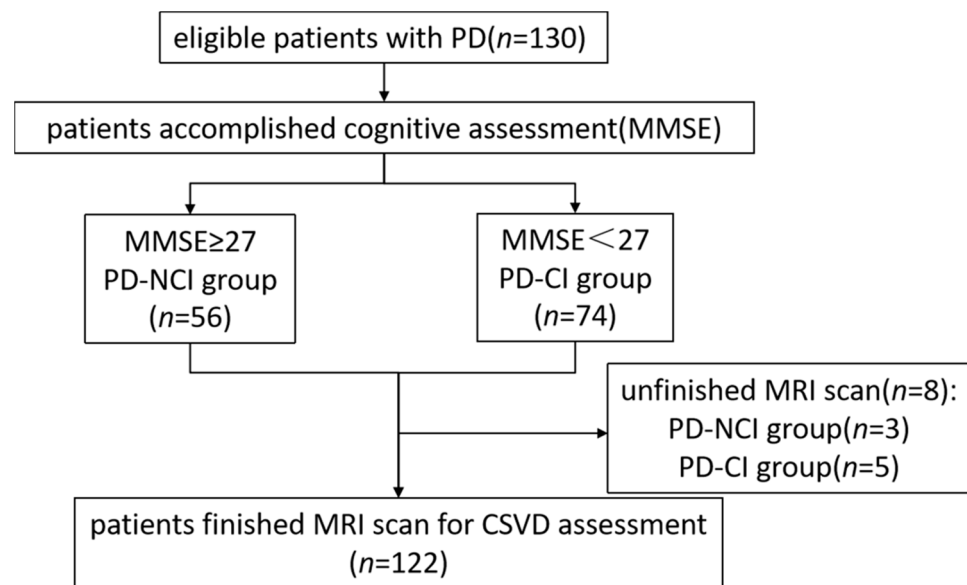 eligible patients with PD(n=130)
patients accomplished cognitive assessment(MMSE)
MMSE≥27
PD-NCI group
(n=56)
MMSE＜27
PD-CI group
(n=74)
unfinished MRI scan(n=8):
PD-NCI group(n=3)
PD-CI group(n=5)
patients finished MRI scan for CSVD assessment
(n=122)